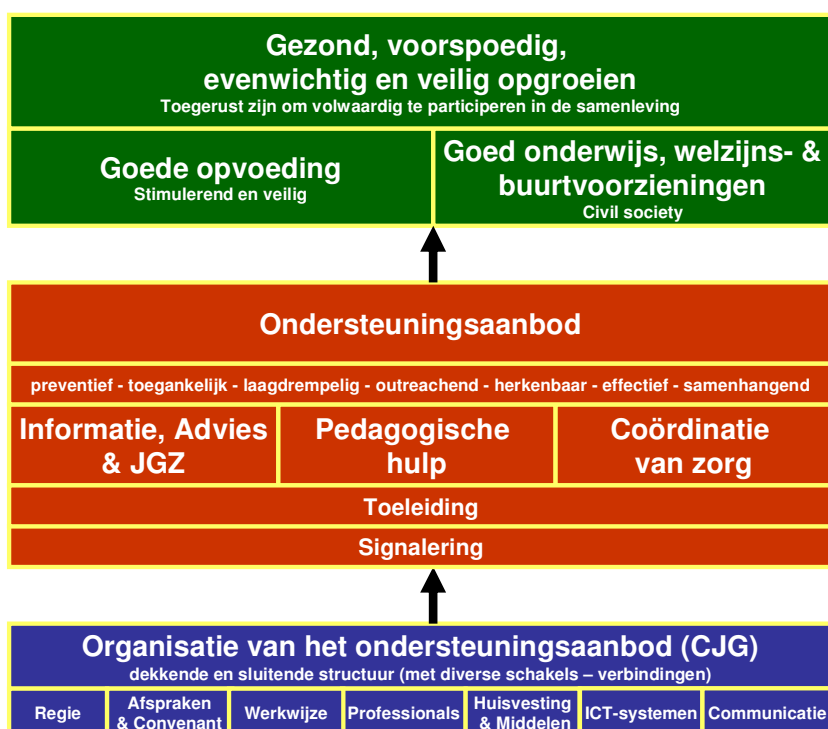 Gezond, voorspoedig,
evenwichtig en veilig opgroeien
Toegerust zijn om volwaardig te participeren in de samenleving
Goede opvoeding
Stimulerend en veilig
Goed onderwijs, welzijns- &
buurtvoorzieningen
Civil society
Ondersteuningsaanbod
preventief - toegankelijk - laagdrempelig - outreachend - herkenbaar - effectief - samenhangend
Informatie, Advies
& JGZ
Pedagogische
hulp
Coördinatie
van zorg
Toeleiding
Signalering
Organisatie van het ondersteuningsaanbod (CJG)
dekkende en sluitende structuur (met diverse schakels – verbindingen)
Regie
Afspraken
& Convenant
Werkwijze
Professionals
Huisvesting
& Middelen
ICT-systemen
Communicatie